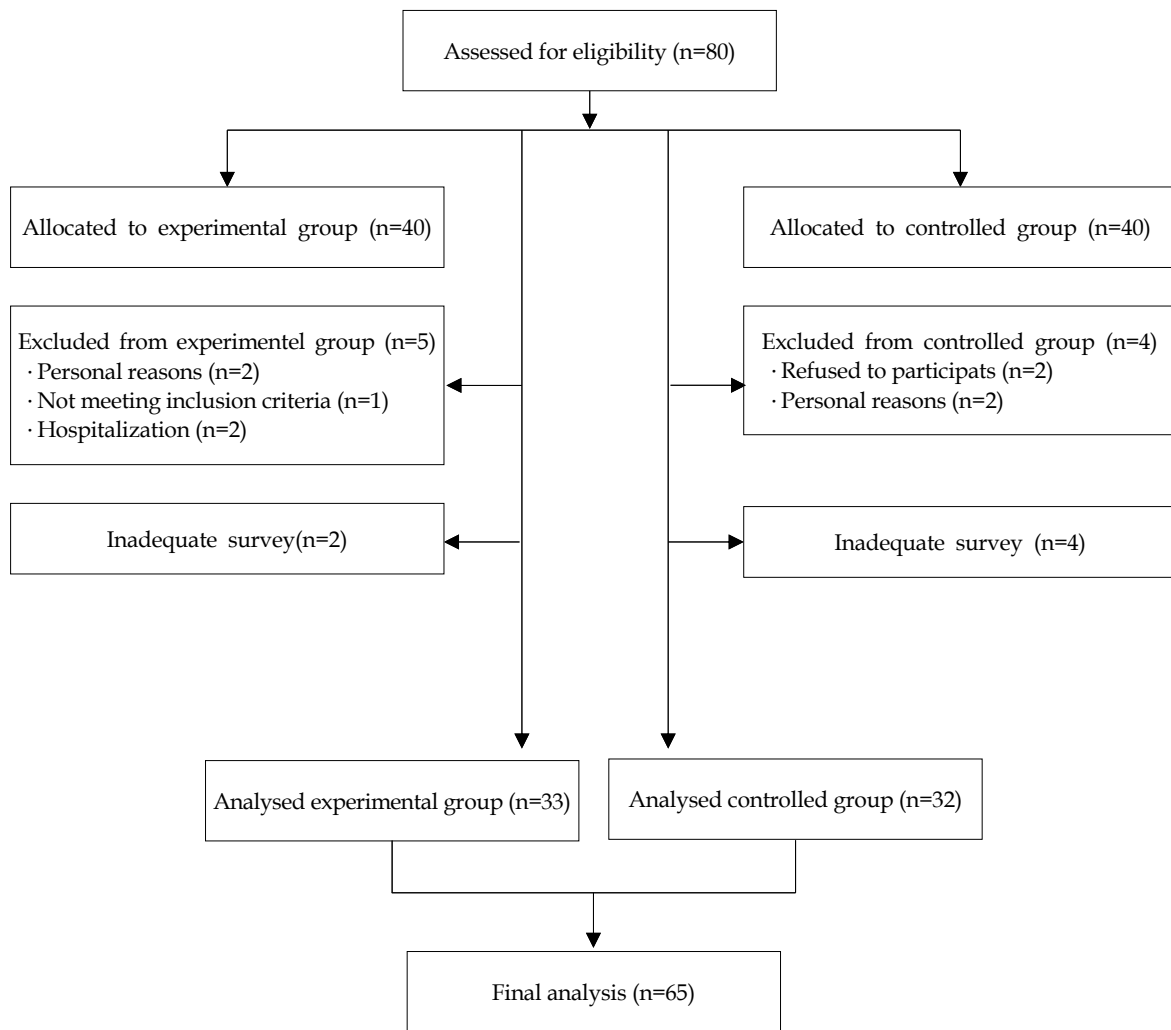 Assessed for eligibility (n=80)
Allocated to experimental group (n=40)
Allocated to controlled group (n=40)
Excluded from experimentel group (n=5)
· Personal reasons (n=2)
· Not meeting inclusion criteria (n=1)
· Hospitalization (n=2)
Excluded from controlled group (n=4)
· Refused to participats (n=2)
· Personal reasons (n=2)
Inadequate survey(n=2)
Inadequate survey (n=4)
Analysed experimental group (n=33)
Analysed controlled group (n=32)
Final analysis (n=65)